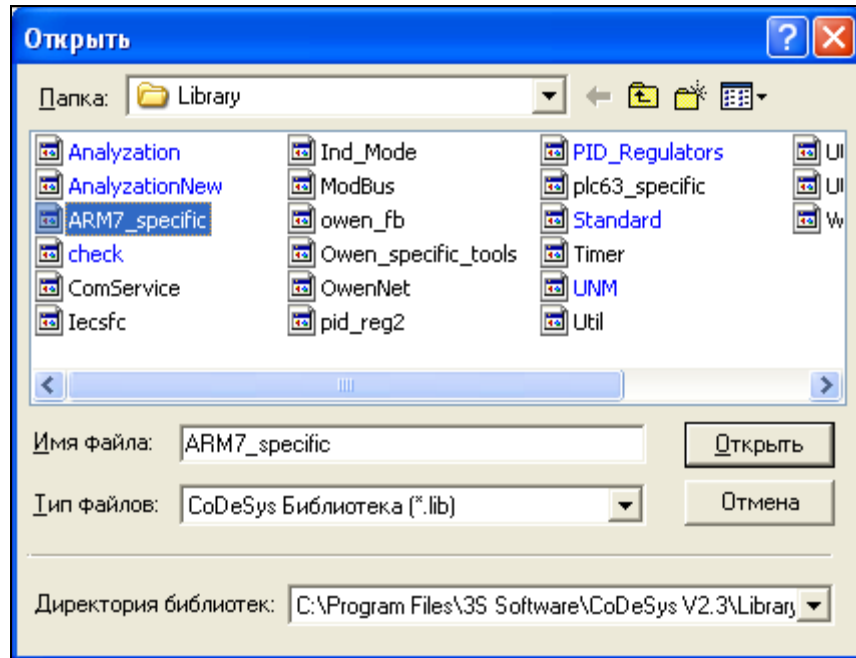 Открыть
Папка: Library
Analyzation Ind_Mode PID_Regulators UI
AnalyzationNew ModBus plc63_specific UI
ARM7_specific owen_fb Standard W
check Owen_specific_tools Timer
ComService OwenNet UNM
Iecsfc pid_reg2 Util
Имя файла: ARM7_specific Открыть
Тип файлов: CoDeSys Библиотека (*.lib) Отмена
Директория библиотек: C:\Program Files\3S Software\CoDeSys V2.3\Library